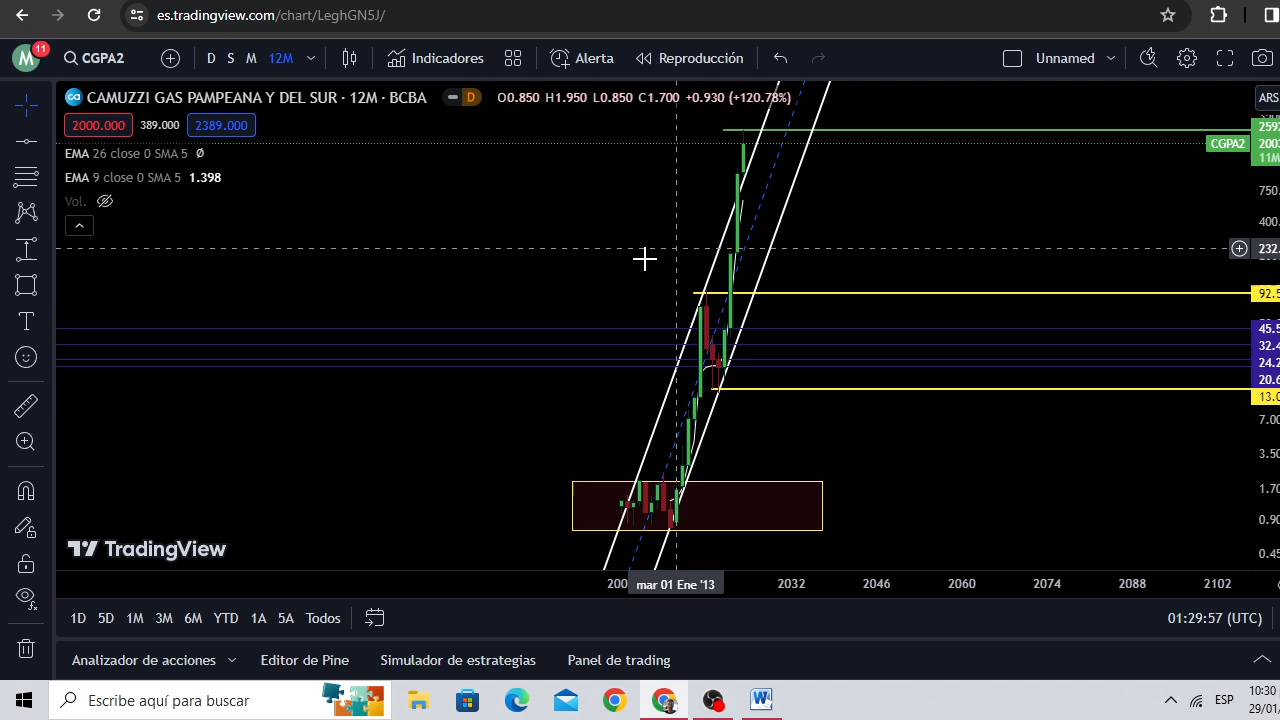 es.tradingview.com/chart/LeghGN5J/
M 11 CGPA2 D S M 12M Indicadores Alerta Reproducción Unnamed
CAMUZZI GAS PAMPEANA Y DEL SUR · 12M · BCBA D O0.850 H1.950 L0.850 C1.700 +0.930 (+120.78%) ARS
2000.000 389.000 2389.000
EMA 26 close 0 SMA 5 Ø
EMA 9 close 0 SMA 5 1.398
Vol.
CGPA2
11M
750.
400.
232.
92.5
45.5
32.4
24.2
20.6
13.0
7.00
3.50
1.70
0.90
0.45
TradingView
200 mar 01 Ene '13 2032 2046 2060 2074 2088 2102
1D 5D 1M 3M 6M YTD 1A 5A Todos 01:29:57 (UTC)
Analizador de acciones Editor de Pine Simulador de estrategias Panel de trading
Escribe aquí para buscar ESP 10:30
29/01/